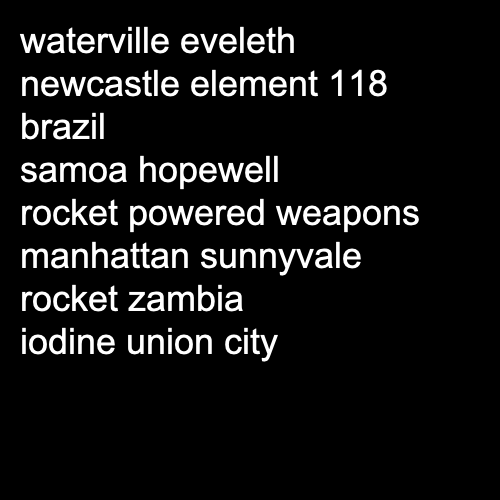 waterville eveleth
newcastle element 118
brazil
samoa hopewell
rocket powered weapons
manhattan sunnyvale
rocket zambia
iodine union city